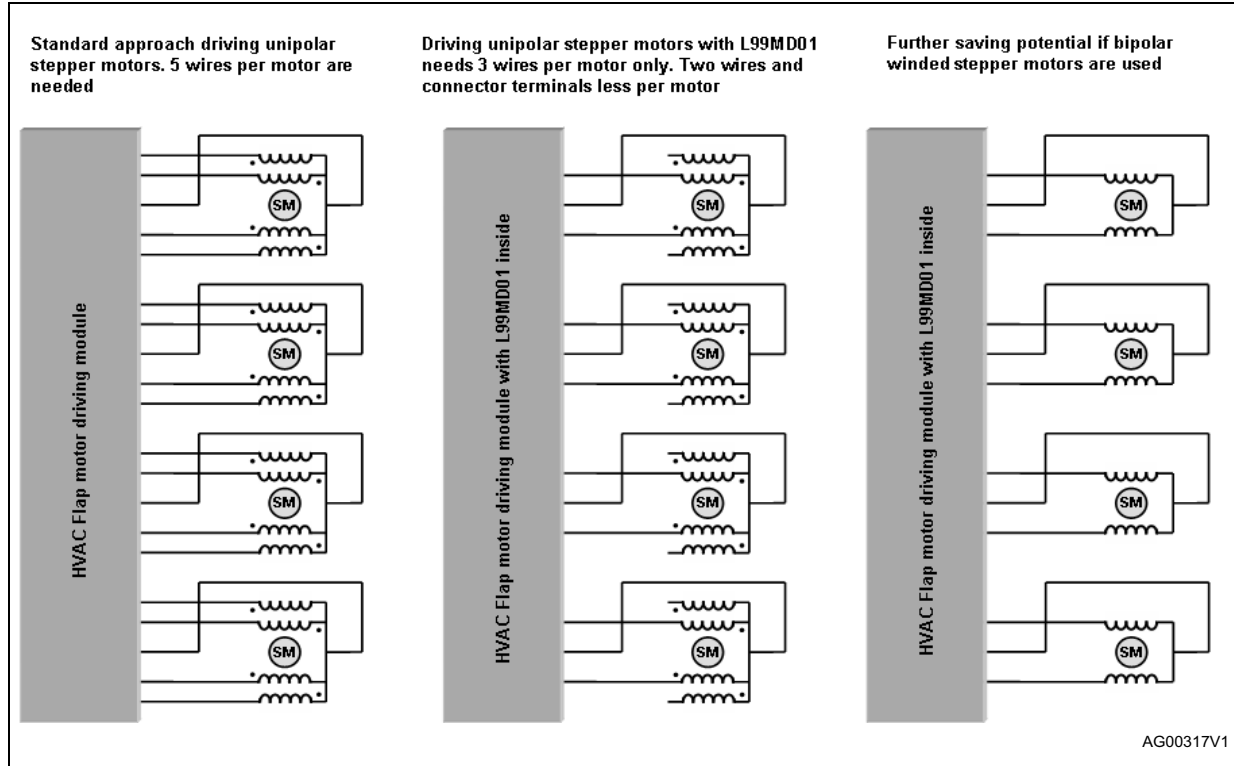 Standard approach driving unipolar
stepper motors. 5 wires per motor are
needed
Driving unipolar stepper motors with L99MD01
needs 3 wires per motor only. Two wires and
connector terminals less per motor
Further saving potential if bipolar
winded stepper motors are used
HVAC Flap motor driving module
SM
SM
SM
SM
HVAC Flap motor driving module with L99MD01 inside
SM
SM
SM
SM
HVAC Flap motor driving module with L99MD01 inside
SM
SM
SM
SM
AG00317V1